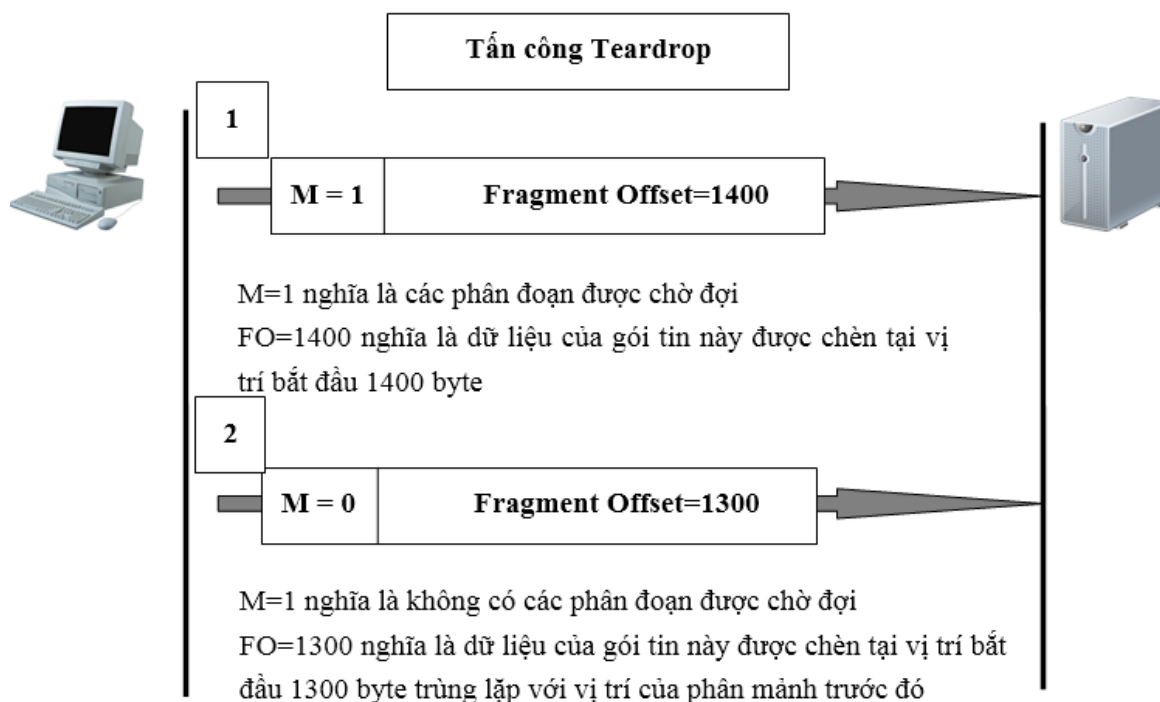 Tấn công Teardrop
1
M = 1
Fragment Offset=1400
M=1 nghĩa là các phân đoạn được chờ đợi
FO=1400 nghĩa là dữ liệu của gói tin này được chèn tại vị
trí bắt đầu 1400 byte
2
M = 0
Fragment Offset=1300
M=1 nghĩa là không có các phân đoạn được chờ đợi
FO=1300 nghĩa là dữ liệu của gói tin này được chèn tại vị trí bắt
đầu 1300 byte trùng lặp với vị trí của phân mảnh trước đó